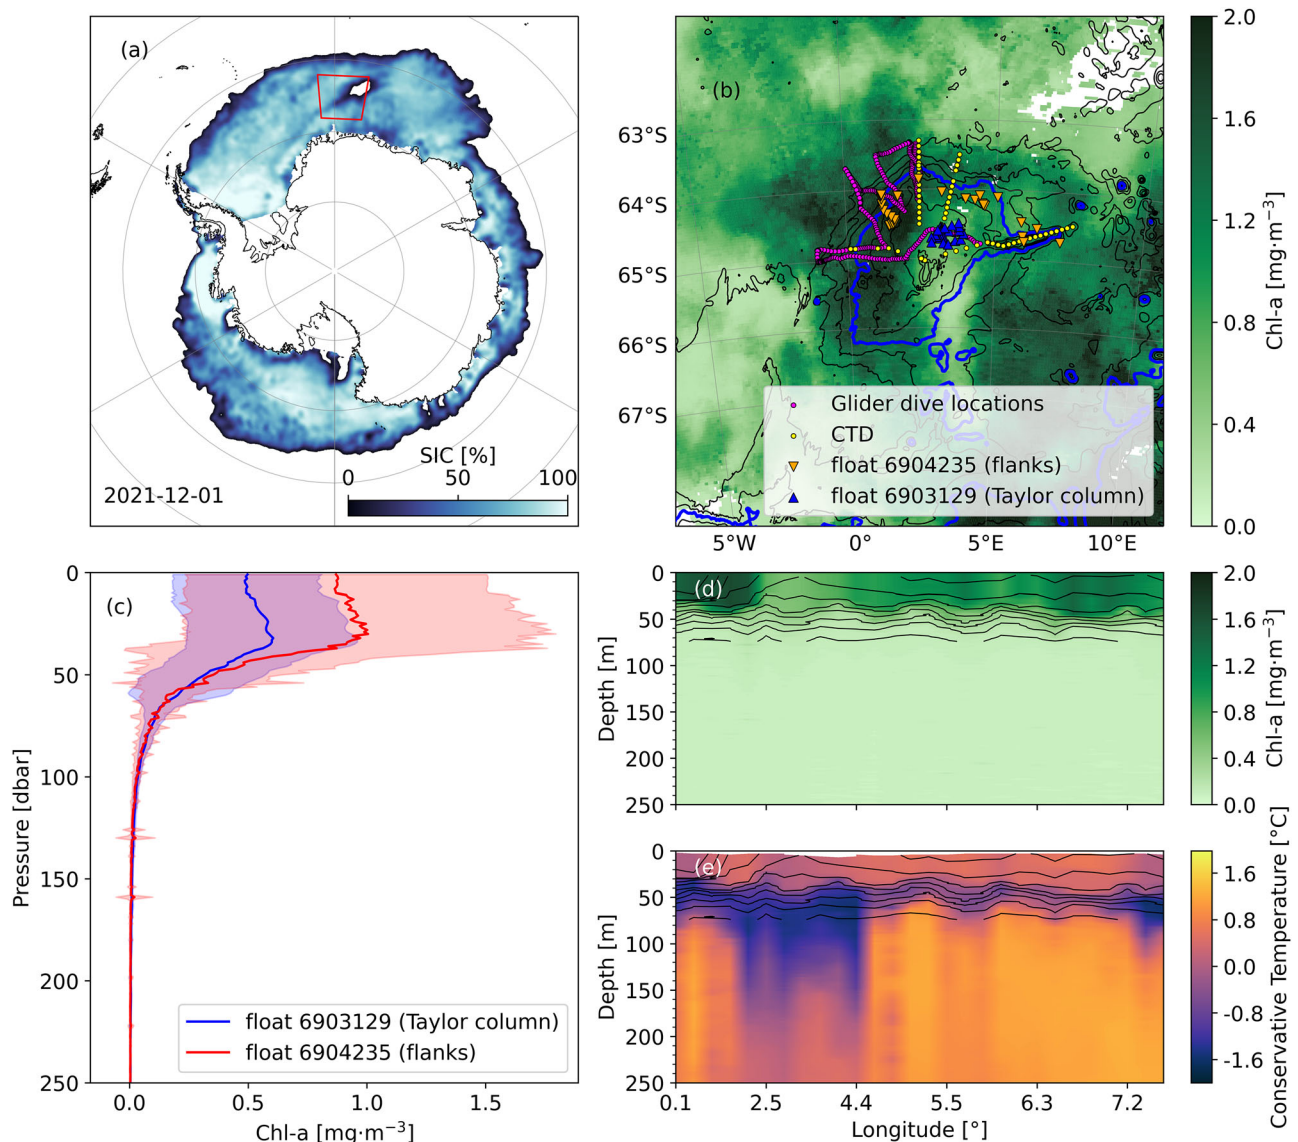 (a)
SIC [%]
0 50 100
2021-12-01
(b)
63°S
64°S
65°S
66°S
67°S
Glider dive locations
CTD
float 6904235 (flanks)
float 6903129 (Taylor column)
5°W 0° 5°E 10°E
2.0
1.6
1.2
0.8
0.4
0.0
Chl-a [mg·m⁻³]
(c)
0
50
100
150
200
250
Pressure [dbar]
float 6903129 (Taylor column)
float 6904235 (flanks)
0.0 0.5 1.0 1.5
Chl-a [mg·m⁻³]
(d)
0
50
100
150
200
250
Depth [m]
2.0
1.6
1.2
0.8
0.4
0.0
Chl-a [mg·m⁻³]
(e)
0
50
100
150
200
250
Depth [m]
0.1 2.5 4.4 5.5 6.3 7.2
Longitude [°]
1.6
0.8
0.0
-0.8
-1.6
Conservative Temperature [°C]